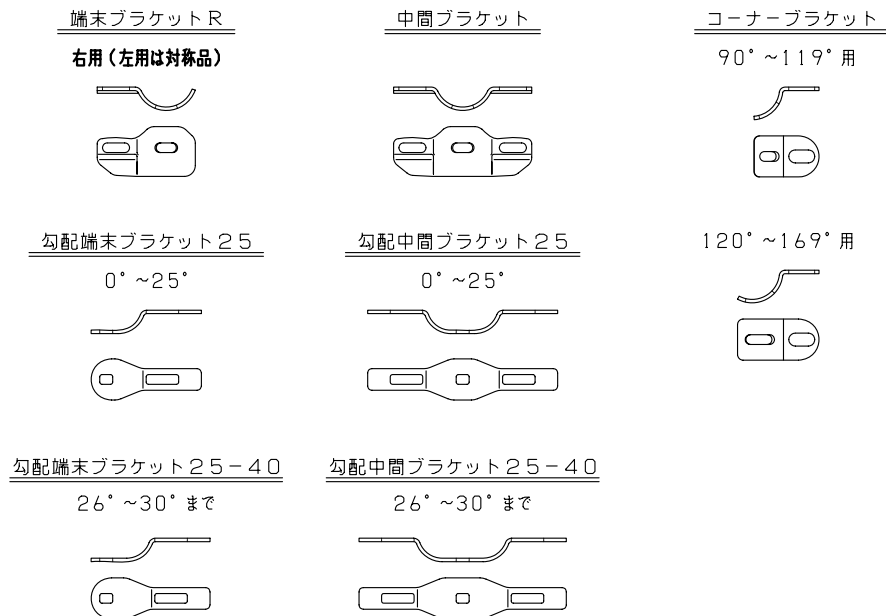 端末ブラケットR
右用(左用は対称品)
中間ブラケット
コーナーブラケット
90°~119°用
勾配端末ブラケット25
0°~25°
勾配中間ブラケット25
0°~25°
120°~169°用
勾配端末ブラケット25-40
26°~30°まで
勾配中間ブラケット25-40
26°~30°まで